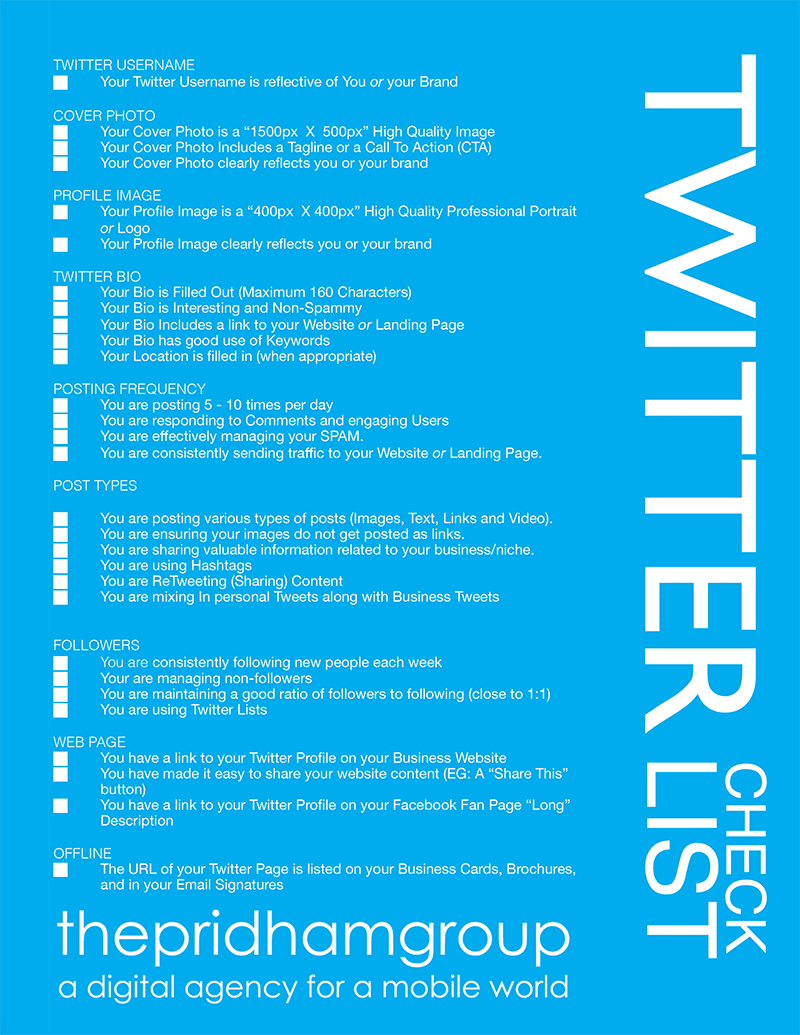 TWITTER USERNAME
Your Twitter Username is reflective of You or your Brand
COVER PHOTO
Your Cover Photo is a “1500px X 500px” High Quality Image
Your Cover Photo Includes a Tagline or a Call To Action (CTA)
Your Cover Photo clearly reflects you or your brand
PROFILE IMAGE
Your Profile Image is a “400px X 400px” High Quality Professional Portrait
or Logo
Your Profile Image clearly reflects you or your brand
TWITTER BIO
Your Bio is Filled Out (Maximum 160 Characters)
Your Bio is Interesting and Non-Spammy
Your Bio Includes a link to your Website or Landing Page
Your Bio has good use of Keywords
Your Location is filled in (when appropriate)
POSTING FREQUENCY
You are posting 5 - 10 times per day
You are responding to Comments and engaging Users
You are effectively managing your SPAM.
You are consistently sending traffic to your Website or Landing Page.
POST TYPES
You are posting various types of posts (Images, Text, Links and Video).
You are ensuring your images do not get posted as links.
You are sharing valuable information related to your business/niche.
You are using Hashtags
You are ReTweeting (Sharing) Content
You are mixing In personal Tweets along with Business Tweets
FOLLOWERS
You are consistently following new people each week
Your are managing non-followers
You are maintaining a good ratio of followers to following (close to 1:1)
You are using Twitter Lists
WEB PAGE
You have a link to your Twitter Profile on your Business Website
You have made it easy to share your website content (EG: A “Share This”
button)
You have a link to your Twitter Profile on your Facebook Fan Page “Long”
Description
OFFLINE
The URL of your Twitter Page is listed on your Business Cards, Brochures,
and in your Email Signatures
thepridhamgroup
a digital agency for a mobile world
TWITTER
CHECK
LIST